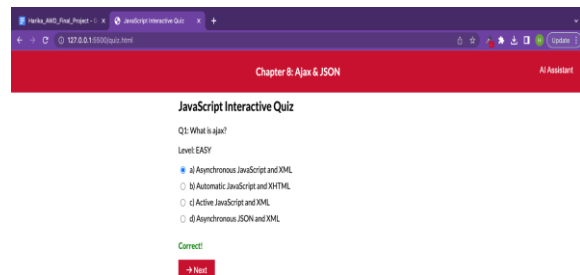 Harika_AWD_Final_Project - G
JavaScript Interactive Quiz
127.0.0.1:5500/quiz.html
Update
Chapter 8: Ajax & JSON
AI Assistant
JavaScript Interactive Quiz
Q1: What is ajax?
Level: EASY
a) Asynchronous JavaScript and XML
b) Automatic JavaScript and XHTML
c) Active JavaScript and XML
d) Asynchronous JSON and XML
Correct!
→ Next